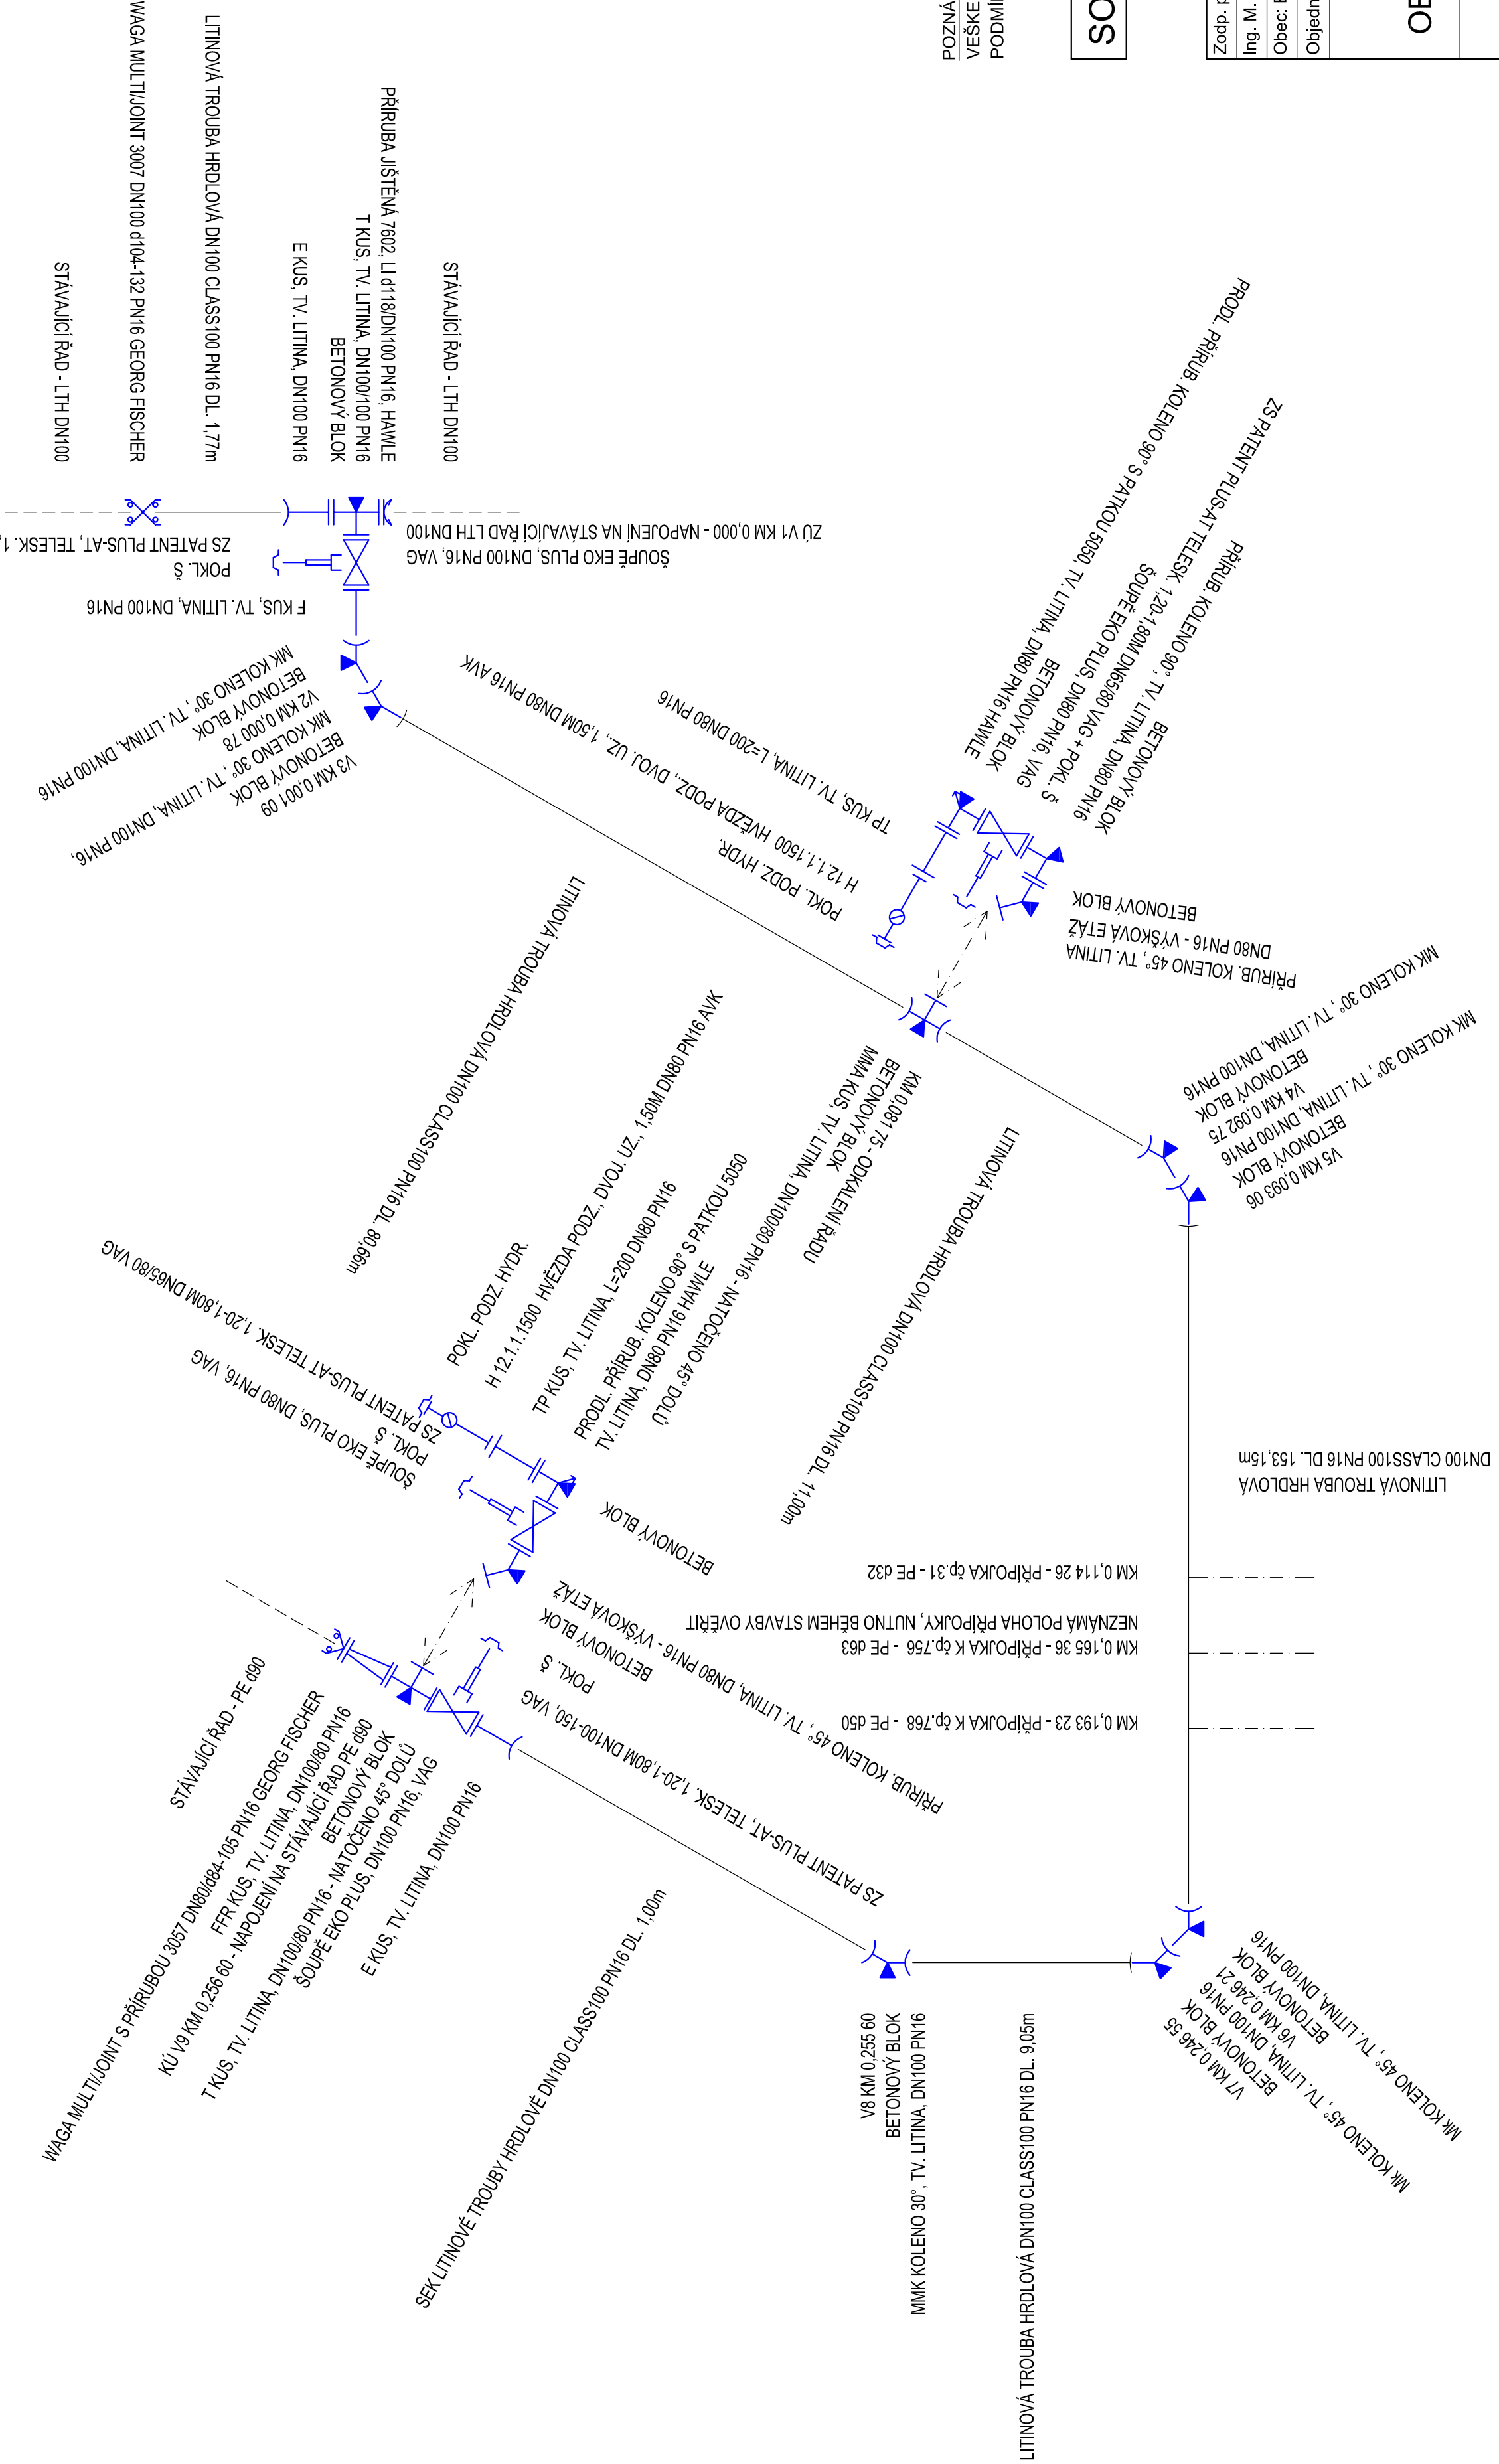 STÁVAJÍCÍ ŘAD - LTH DN100
WAGA MULTI/JOINT 3007 DN100 d104-132 PN16 GEORG FISCHER
LITINOVÁ TROUBA HRDLOVÁ DN100 CLASS100 PN16 DL. 1,77m
E KUS, TV. LITINA, DN100 PN16
BETONOVÝ BLOK
T KUS, TV. LITINA, DN100/100 PN16
PŘÍRUBA JIŠTĚNÁ 7602, LI d118/DN100 PN16, HAWLE
STÁVAJÍCÍ ŘAD - LTH DN100
ZS PATENT PLUS-AT, TELESK. 1,
POKL. Š
F KUS, TV. LITINA, DN100 PN16
ZÚ V1 KM 0,000 - NAPOJENÍ NA STÁVAJÍCÍ ŘAD LTH DN100
ŠOUPĚ EKO PLUS, DN100 PN16, VAG
MK KOLENO 30°, TV. LITINA, DN100 PN16
BETONOVÝ BLOK
V2 KM 0,000 78
MK KOLENO 30°, TV. LITINA, DN100 PN16,
BETONOVÝ BLOK
V3 KM 0,001 09
LITINOVÁ TROUBA HRDLOVÁ DN100 CLASS100 PN16 DL. 80,66m
POKL. PODZ. HYDR.
H 12.1.1.1500 HVĚZDA PODZ., DVOJ. UZ., 1,50M DN80 PN16 AVK
TP KUS, TV. LITINA, L=200 DN80 PN16
PRODL. PŘÍRUB. KOLENO 90° S PATKOU 5050, TV. LITINA, DN80 PN16 HAWLE
BETONOVÝ BLOK
ŠOUPĚ EKO PLUS, DN80 PN16, VAG
ZS PATENT PLUS-AT TELESK. 1,20-1,80M DN65/80 VAG + POKL. Š
PŘÍRUB. KOLENO 90°, TV. LITINA, DN80 PN16
BETONOVÝ BLOK
BETONOVÝ BLOK
PŘÍRUB. KOLENO 45°, TV. LITINA
DN80 PN16 - VÝŠKOVÁ ETÁŽ
KM 0,081 75 - ODKALENÍ ŘADU
BETONOVÝ BLOK
MMA KUS, TV. LITINA, DN100/80 PN16 - NATOČENO 45° DOLŮ
LITINOVÁ TROUBA HRDLOVÁ DN100 CLASS100 PN16 DL. 11,00m
MK KOLENO 30°, TV. LITINA, DN100 PN16
BETONOVÝ BLOK
V4 KM 0,092 75
MK KOLENO 30°, TV. LITINA, DN100 PN16
BETONOVÝ BLOK
V5 KM 0,093 06
LITINOVÁ TROUBA HRDLOVÁ
DN100 CLASS100 PN16 DL. 153,15m
KM 0,114 26 - PŘÍPOJKA čp.31 - PE d32
NEZNÁMÁ POLOHA PŘÍPOJKY, NUTNO BĚHEM STAVBY OVĚŘIT
KM 0,165 36 - PŘÍPOJKA K čp.756 - PE d63
KM 0,193 23 - PŘÍPOJKA K čp.768 - PE d50
MK KOLENO 45°, TV. LITINA, DN100 PN16
BETONOVÝ BLOK
V6 KM 0,246 21
MK KOLENO 45°, TV. LITINA, DN100 PN16
BETONOVÝ BLOK
V7 KM 0,246 55
LITINOVÁ TROUBA HRDLOVÁ DN100 CLASS100 PN16 DL. 9,05m
V8 KM 0,255 60
BETONOVÝ BLOK
MMK KOLENO 30°, TV. LITINA, DN100 PN16
SEK LITINOVÉ TROUBY HRDLOVÉ DN100 CLASS100 PN16 DL. 1,00m
ZS PATENT PLUS-AT, TELESK. 1,20-1,80M DN100-150, VAG
POKL. Š
E KUS, TV. LITINA, DN100 PN16
ŠOUPĚ EKO PLUS, DN100 PN16, VAG
T KUS, TV. LITINA, DN100/80 PN16 - NATOČENO 45° DOLŮ
BETONOVÝ BLOK
KÚ V9 KM 0,256 60 - NAPOJENÍ NA STÁVAJÍCÍ ŘAD PE d90
FFR KUS, TV. LITINA, DN100/80 PN16
WAGA MULTI/JOINT S PŘÍRUBOU 3057 DN80/d84-105 PN16 GEORG FISCHER
STÁVAJÍCÍ ŘAD - PE d90
PŘÍRUB. KOLENO 45°, TV. LITINA, DN80 PN16 - VÝŠKOVÁ ETÁŽ
BETONOVÝ BLOK
BETONOVÝ BLOK
ZS PATENT PLUS-AT TELESK. 1,20-1,80M DN65/80 VAG
POKL. Š
ŠOUPĚ EKO PLUS, DN80 PN16, VAG
POKL. PODZ. HYDR.
H 12.1.1.1500 HVĚZDA PODZ., DVOJ. UZ., 1,50M DN80 PN16 AVK
TP KUS, TV. LITINA, L=200 DN80 PN16
PRODL. PŘÍRUB. KOLENO 90° S PATKOU 5050
TV. LITINA, DN80 PN16 HAWLE
POZNÁ
VEŠKE
PODMÍ
SO
Zodp. p
Ing. M.
Obec:
Objedn
OB